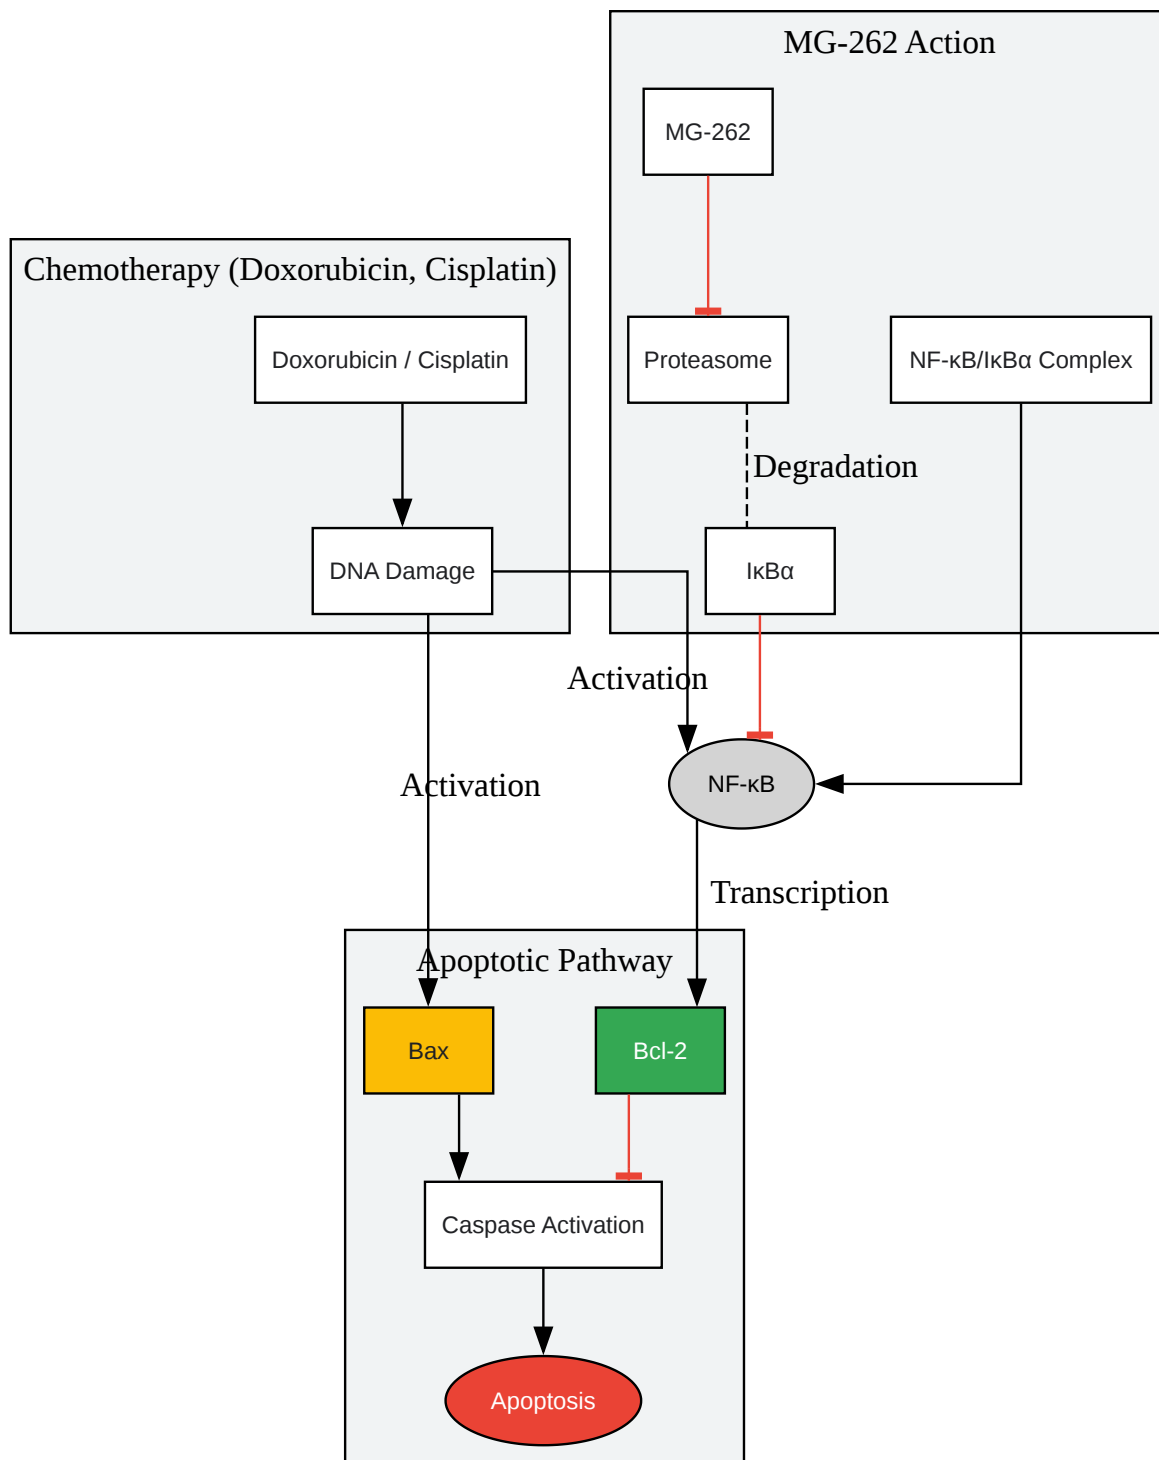 MG-262 Action
MG-262
Chemotherapy (Doxorubicin, Cisplatin)
Doxorubicin / Cisplatin
Proteasome
NF-κB/IκBα Complex
Degradation
DNA Damage
IκBα
Activation
Activation
NF-κB
Transcription
Apoptotic Pathway
Bax
Bcl-2
Caspase Activation
Apoptosis